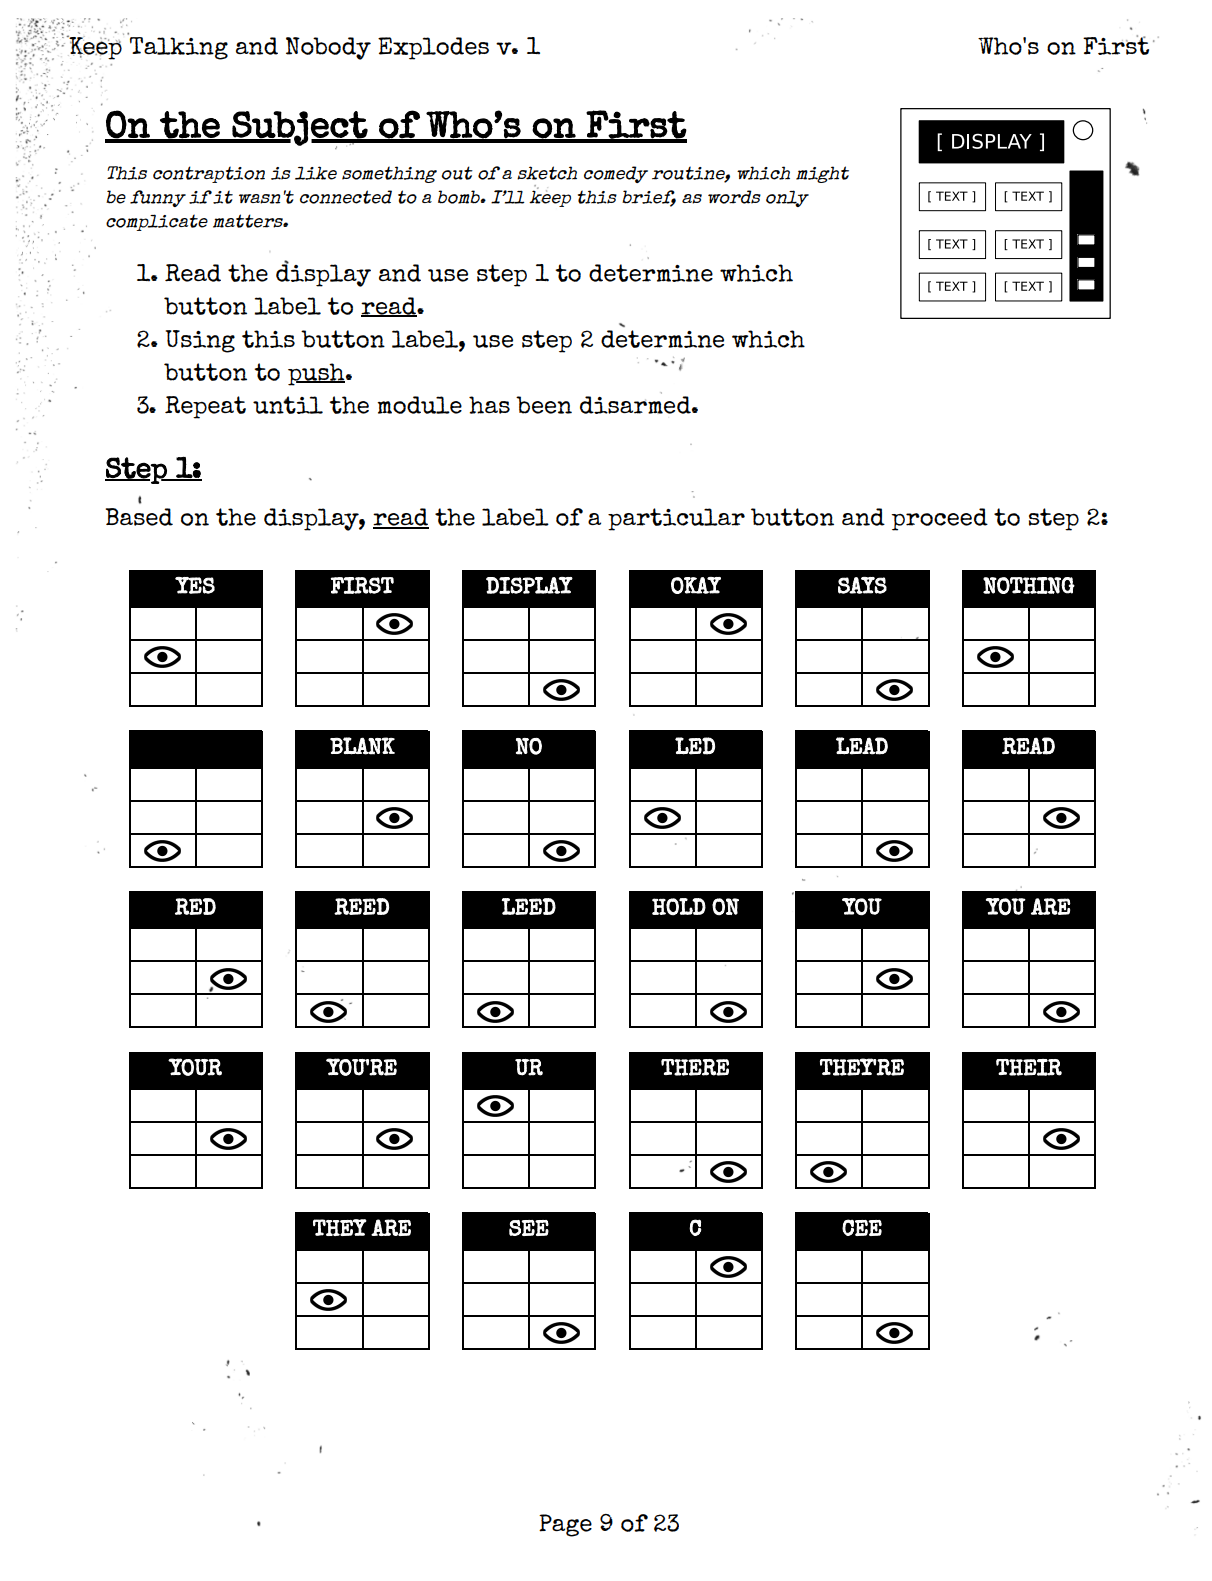 Keep Talking and Nobody Explodes v. 1
Who's on First
On the Subject of Who's on First
This contraption is like something out of a sketch comedy routine, which might
be funny if it wasn't connected to a bomb. I'll keep this brief, as words only
complicate matters.
[ DISPLAY ]
[ TEXT ] [ TEXT ]
[ TEXT ] [ TEXT ]
[ TEXT ] [ TEXT ]
1. Read the display and use step 1 to determine which
button label to read.
2. Using this button label, use step 2 determine which
button to push.
3. Repeat until the module has been disarmed.
Step 1:
Based on the display, read the label of a particular button and proceed to step 2:
YES FIRST DISPLAY OKAY SAYS NOTHING
BLANK NO LED LEAD READ
RED REED LEED HOLD ON YOU YOU ARE
YOUR YOU'RE UR THERE THEY'RE THEIR
THEY ARE SEE C CEE
Page 9 of 23